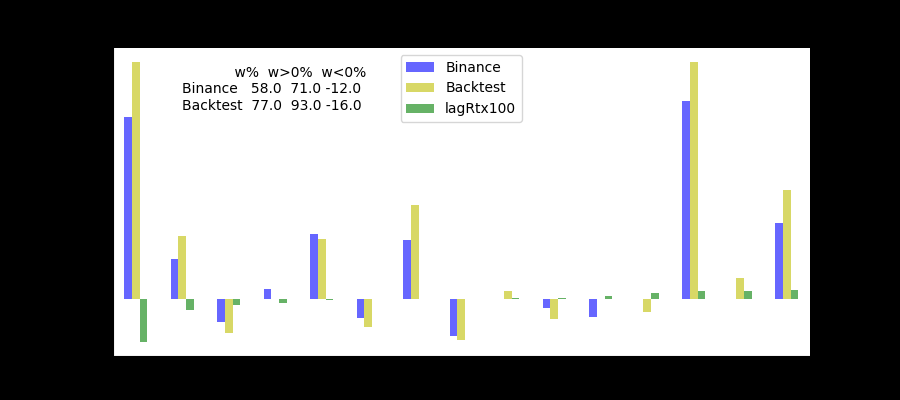 w% w>0% w<0%
Binance 58.0 71.0 -12.0
Backtest 77.0 93.0 -16.0
Binance
Backtest
lagRtx100